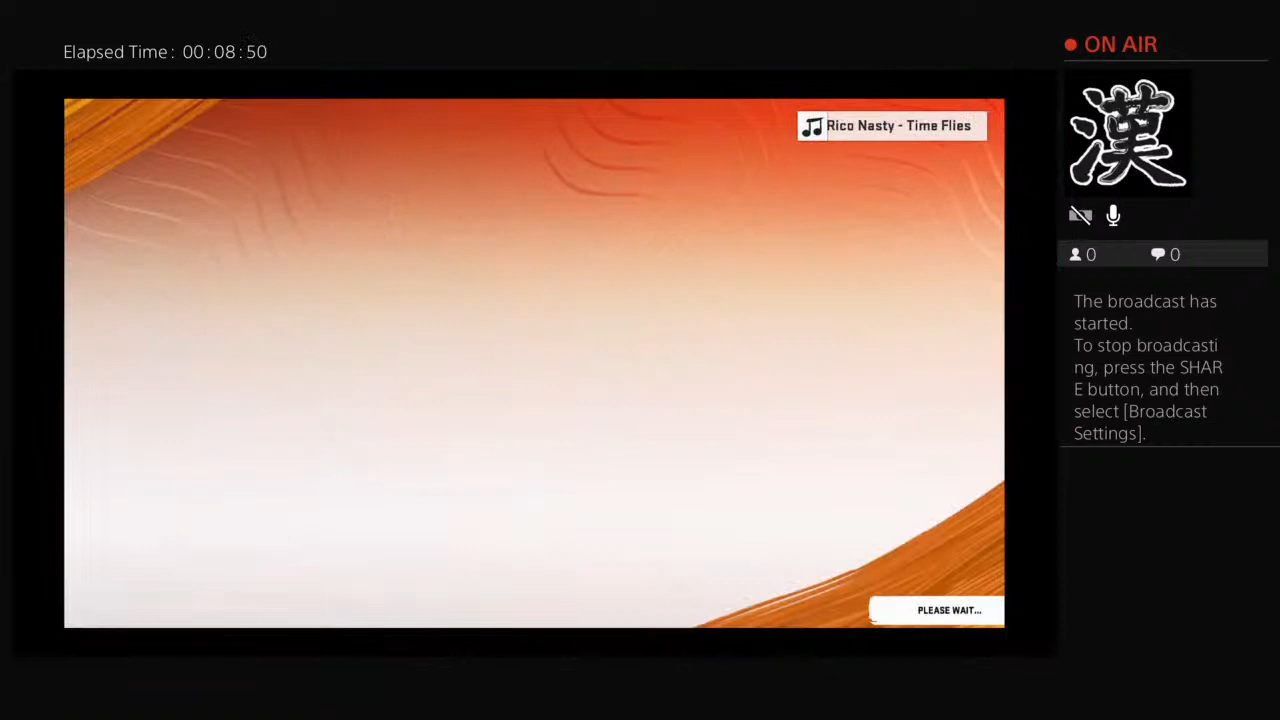 Elapsed Time: 00:08:50
ON AIR
Rico Nasty - Time Flies
漢
0 0
The broadcast has
started.
To stop broadcasti
ng, press the SHAR
E button, and then
select [Broadcast
Settings].
PLEASE WAIT...